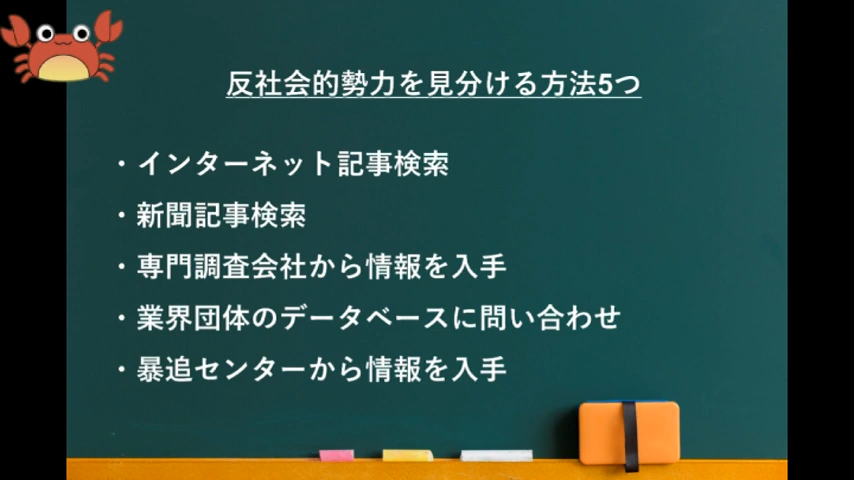 反社会的勢力を見分ける方法5つ
・インターネット記事検索
・新聞記事検索
・専門調査会社から情報を入手
・業界団体のデータベースに問い合わせ
・暴追センターから情報を入手